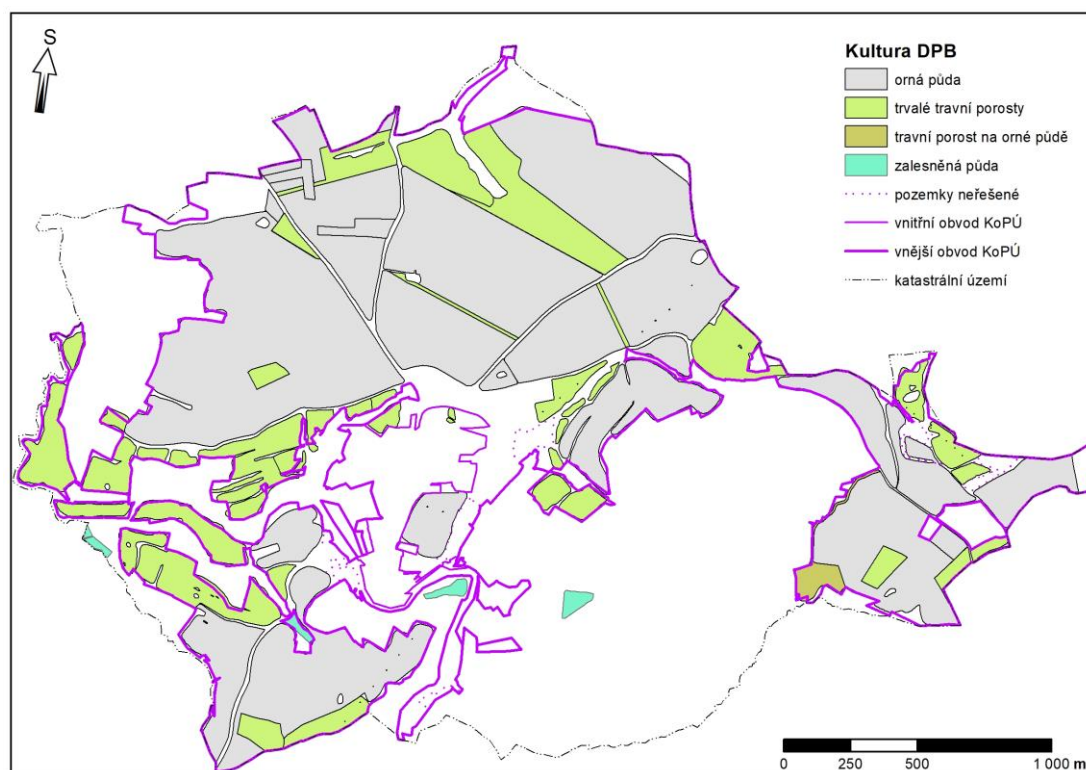 S
Kultura DPB
orná půda
trvalé travní porosty
travní porost na orné půdě
zalesněná půda
pozemky neřešené
vnitřní obvod KoPÚ
vnější obvod KoPÚ
katastrální území
0 250 500 1 000 m